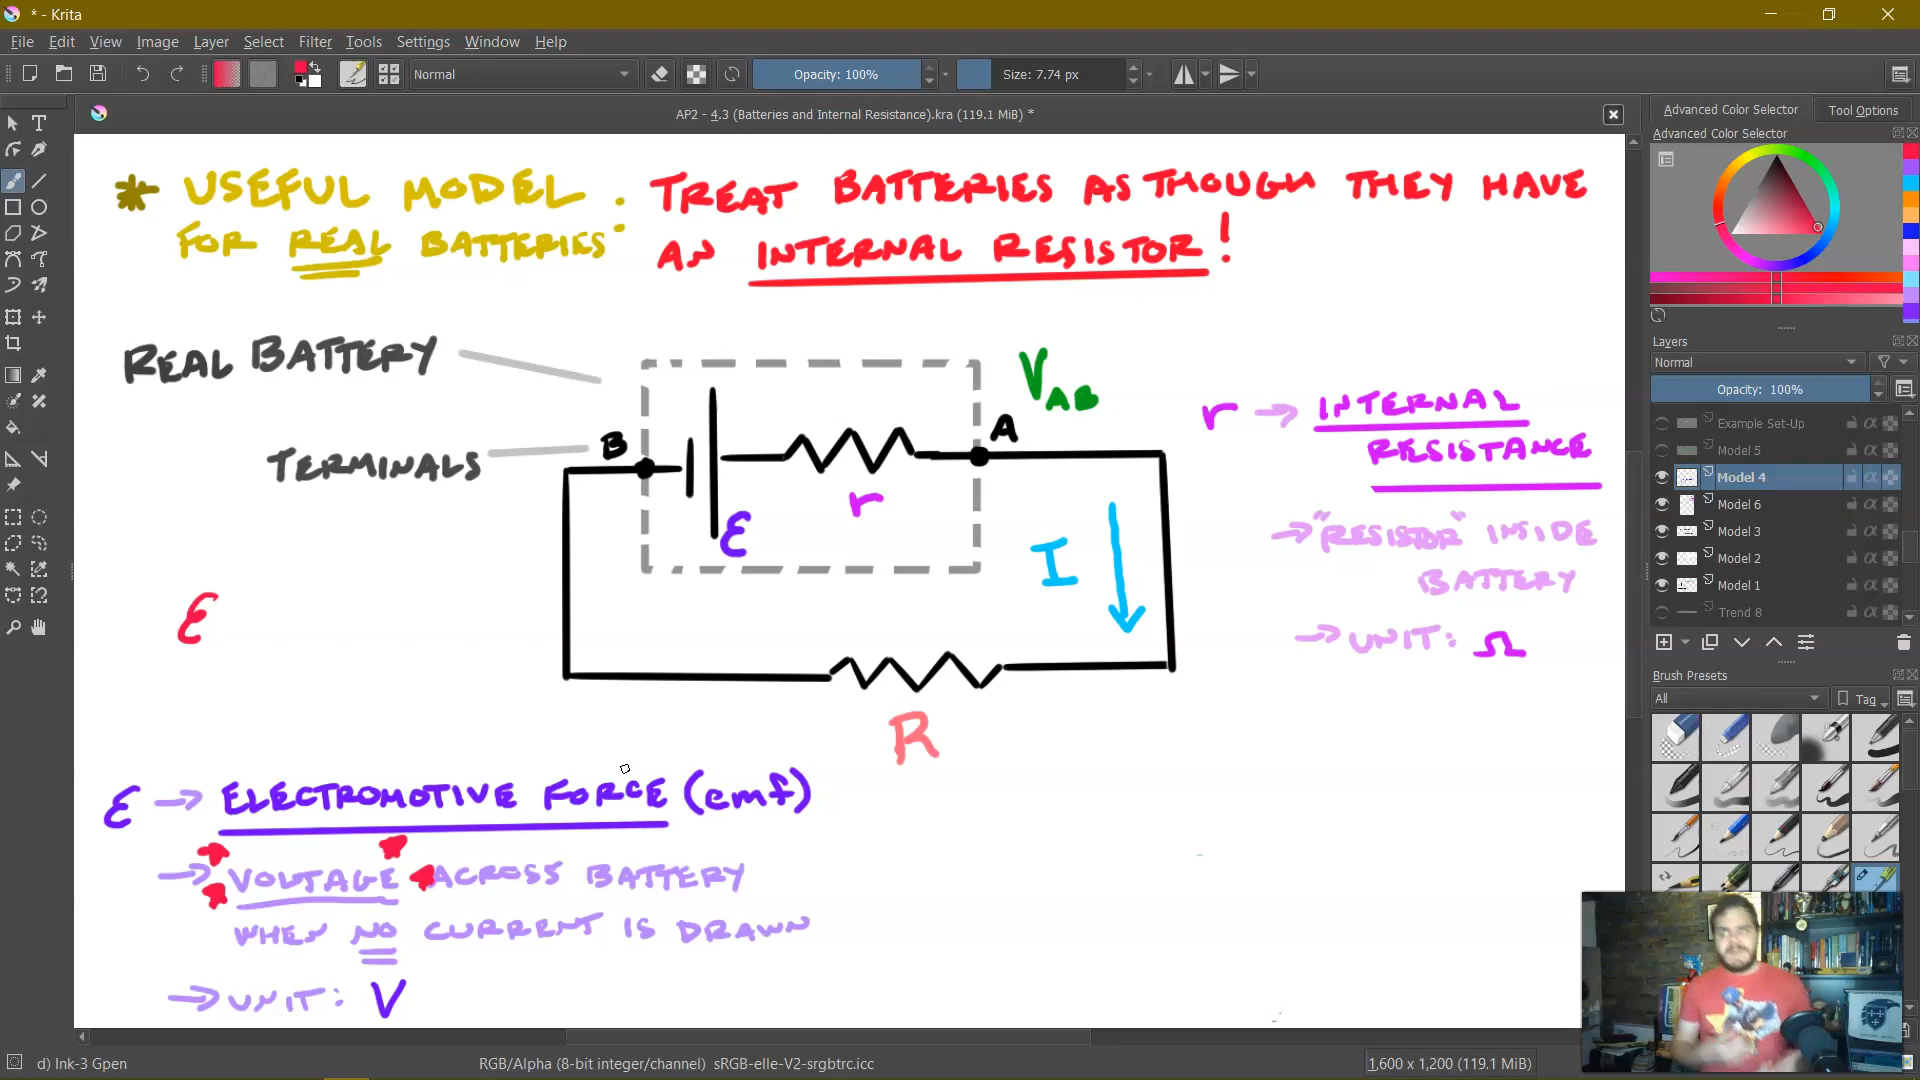 * - Krita
File Edit View Image Layer Select Filter Tools Settings Window Help
Normal
Opacity: 100%
Size: 7.74 px
AP2 - 4.3 (Batteries and Internal Resistance).kra (119.1 MiB) *
* USEFUL MODEL : TREAT BATTERIES AS THOUGH THEY HAVE
FOR REAL BATTERIES AN INTERNAL RESISTOR!
REAL BATTERY
TERMINALS
B
A
V_AB
r
ε
I
R
ε
r → INTERNAL
RESISTANCE
→ "RESISTOR" INSIDE
BATTERY
→ UNIT: Ω
ε → ELECTROMOTIVE FORCE (emf)
→ VOLTAGE ACROSS BATTERY
WHEN NO CURRENT IS DRAWN
→ UNIT: V
Advanced Color Selector Tool Options
Advanced Color Selector
Layers
Normal
Opacity: 100%
Example Set-Up
Model 5
Model 4
Model 6
Model 3
Model 2
Model 1
Trend 8
Brush Presets
All
Tag
d) Ink-3 Gpen
RGB/Alpha (8-bit integer/channel) sRGB-elle-V2-srgbtrc.icc
1,600 x 1,200 (119.1 MiB)